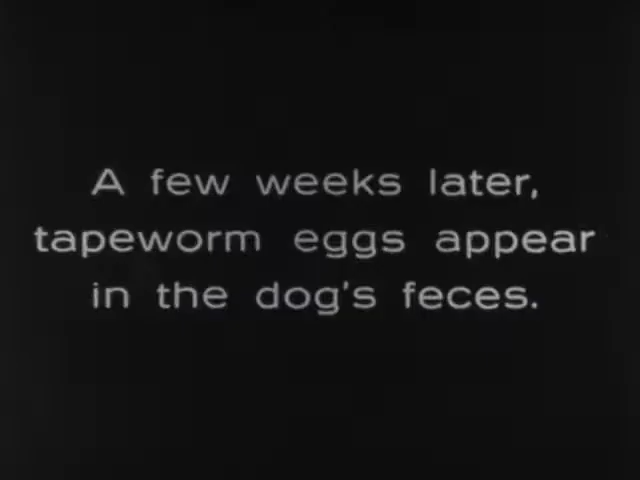 A few weeks later,
tapeworm eggs appear
in the dog's feces.